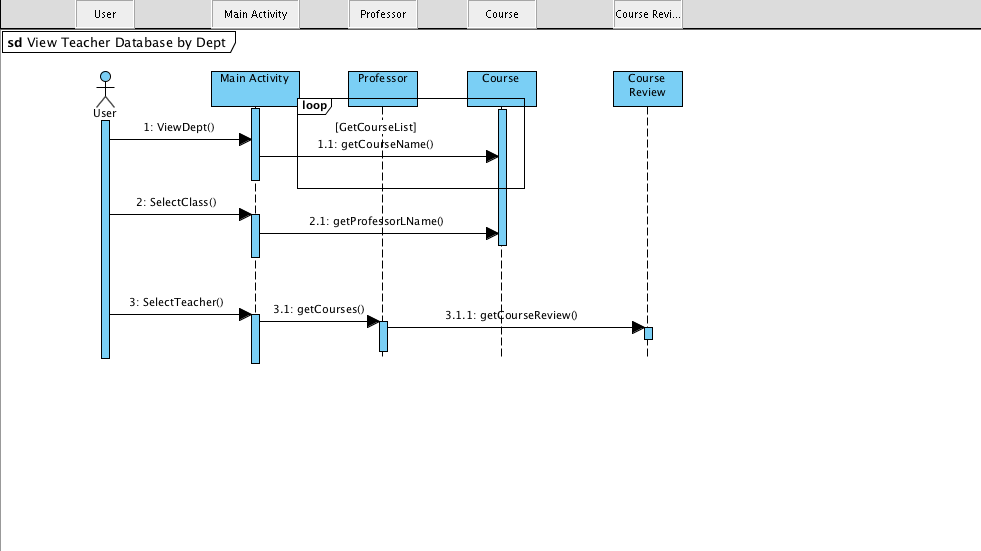 User Main Activity Professor Course Course Revi...
sd View Teacher Database by Dept
Main Activity Professor Course Course
Review
loop
User
[GetCourseList]
1: ViewDept()
1.1: getCourseName()
2: SelectClass()
2.1: getProfessorLName()
3: SelectTeacher()
3.1: getCourses()
3.1.1: getCourseReview()